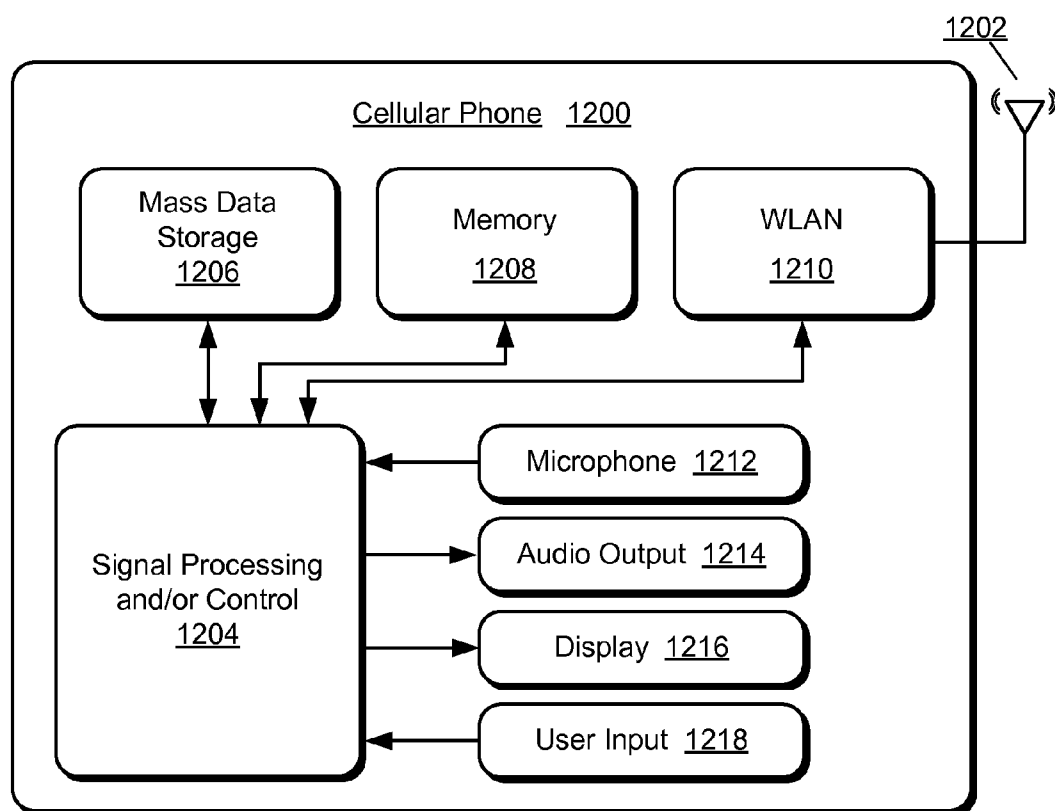 1202
Cellular Phone 1200
Mass Data
Storage
1206
Memory
1208
WLAN
1210
Signal Processing
and/or Control
1204
Microphone 1212
Audio Output 1214
Display 1216
User Input 1218